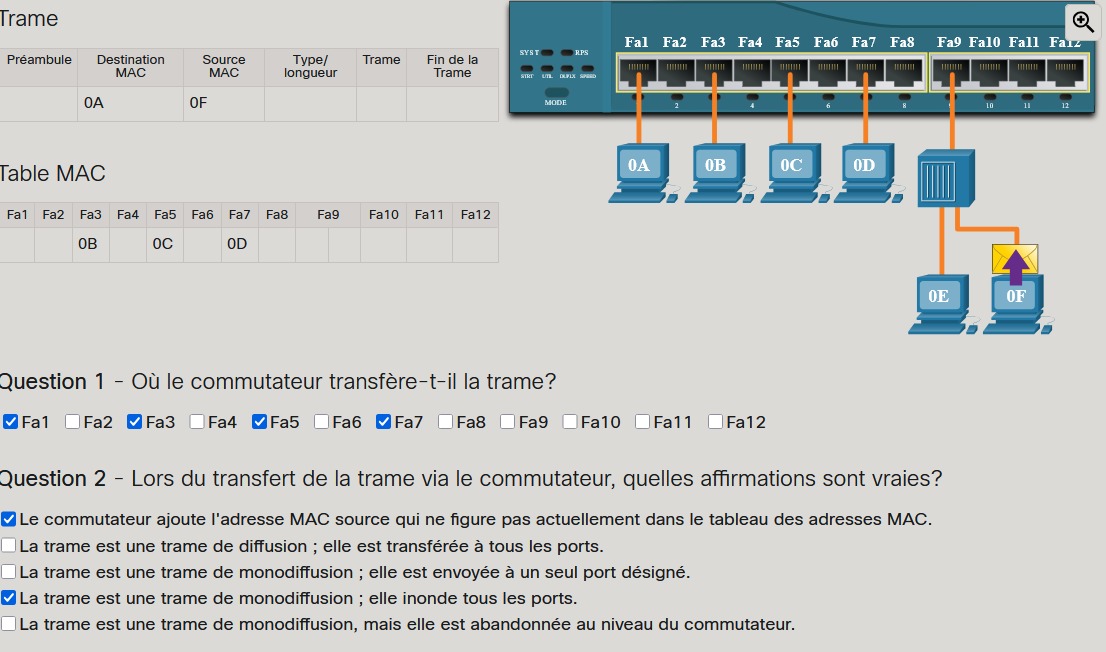 Trame
Préambule Destination MAC Source MAC Type/ longueur Trame Fin de la Trame
0A 0F
Table MAC
Fa1 Fa2 Fa3 Fa4 Fa5 Fa6 Fa7 Fa8 Fa9 Fa10 Fa11 Fa12
0B 0C 0D
Fa1 Fa2 Fa3 Fa4 Fa5 Fa6 Fa7 Fa8 Fa9 Fa10 Fa11 Fa12
SYST RPS
STRT UTIL DUPLX SPEED
MODE
2 4 6 8 10 11 12
0A 0B 0C 0D
0E 0F
Question 1 - Où le commutateur transfère-t-il la trame?
Fa1 Fa2 Fa3 Fa4 Fa5 Fa6 Fa7 Fa8 Fa9 Fa10 Fa11 Fa12
Question 2 - Lors du transfert de la trame via le commutateur, quelles affirmations sont vraies?
Le commutateur ajoute l'adresse MAC source qui ne figure pas actuellement dans le tableau des adresses MAC.
La trame est une trame de diffusion ; elle est transférée à tous les ports.
La trame est une trame de monodiffusion ; elle est envoyée à un seul port désigné.
La trame est une trame de monodiffusion ; elle inonde tous les ports.
La trame est une trame de monodiffusion, mais elle est abandonnée au niveau du commutateur.